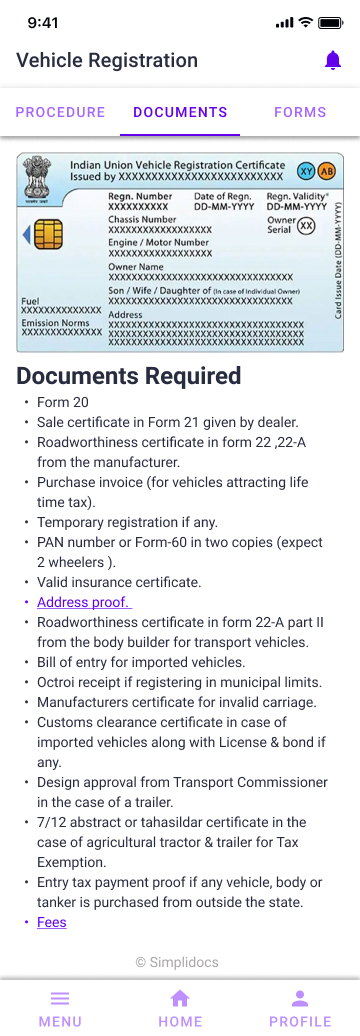 9:41
Vehicle Registration
PROCEDURE DOCUMENTS FORMS
Indian Union Vehicle Registration Certificate
Issued by XXXXXXXXXXXXXXXXXXXXXXXX
XY AB
Regn. Number Date of Regn. Regn. Validity*
XXXXXXXXXX DD-MM-YYYY DD-MM-YYYY
Chassis Number
XXXXXXXXXXXXXXXXX
Owner
Serial XX
Engine / Motor Number
XXXXXXXXXXXXXXXXX
Owner Name
XXXXXXXXXXXXXXXXXXXXXXXXXXXXXX
Son / Wife / Daughter of (In case of Individual Owner)
XXXXXXXXXXXXXXXXXXXXXXXXXXXXXX
Fuel
XXXXXXXXXXXXX
Emission Norms
XXXXXXXXXXXXX
Address
XXXXXXXXXXXXXXXXXXXXXXXXXXXXXXXX
XXXXXXXXXXXXXXXXXXXXXXXXXXXXXXXX
XXXXXXXXXXXXXXXXXXXXXXXXXXXXXXXX
Card Issue Date (DD-MM-YYYY)
Documents Required
• Form 20
• Sale certificate in Form 21 given by dealer.
• Roadworthiness certificate in form 22 ,22-A
from the manufacturer.
• Purchase invoice (for vehicles attracting life
time tax).
• Temporary registration if any.
• PAN number or Form-60 in two copies (expect
2 wheelers ).
• Valid insurance certificate.
• Address proof.
• Roadworthiness certificate in form 22-A part II
from the body builder for transport vehicles.
• Bill of entry for imported vehicles.
• Octroi receipt if registering in municipal limits.
• Manufacturers certificate for invalid carriage.
• Customs clearance certificate in case of
imported vehicles along with License & bond if
any.
• Design approval from Transport Commissioner
in the case of a trailer.
• 7/12 abstract or tahasildar certificate in the
case of agricultural tractor & trailer for Tax
Exemption.
• Entry tax payment proof if any vehicle, body or
tanker is purchased from outside the state.
• Fees
© Simplidocs
MENU HOME PROFILE